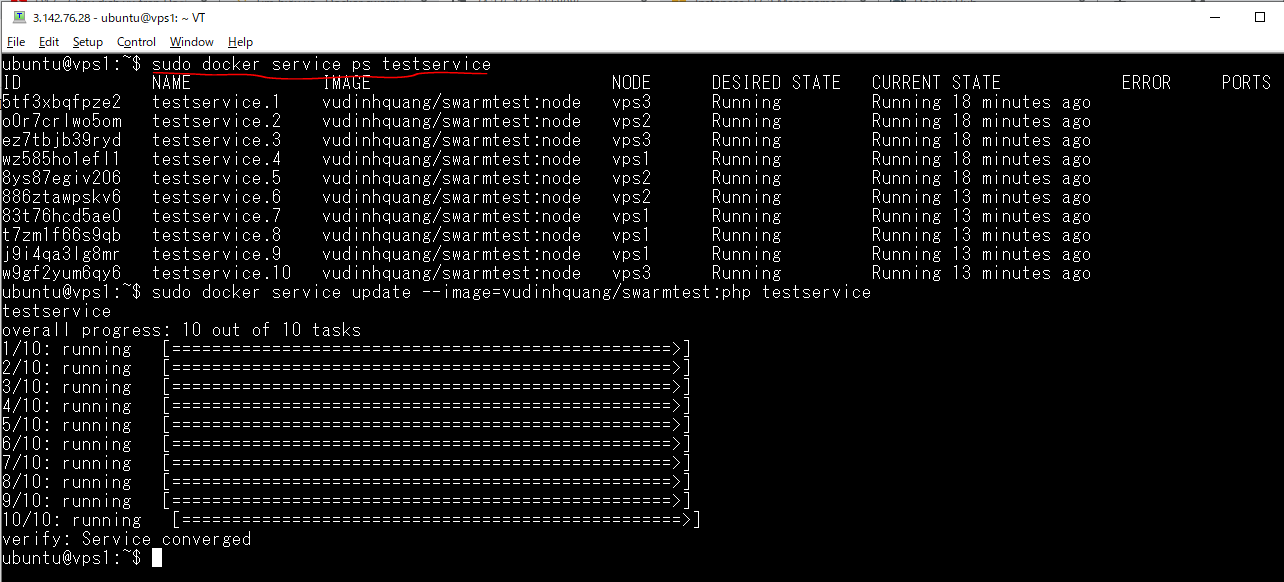 3.142.76.28 - ubuntu@vps1: ~ VT
File Edit Setup Control Window Help
ubuntu@vps1:~$ sudo docker service ps testservice
ID NAME IMAGE NODE DESIRED STATE CURRENT STATE ERROR PORTS
5tf3xbqfpze2 testservice.1 vudinhquang/swarmtest:node vps3 Running Running 18 minutes ago
o0r7crlwo5om testservice.2 vudinhquang/swarmtest:node vps2 Running Running 18 minutes ago
ez7tbjb39ryd testservice.3 vudinhquang/swarmtest:node vps3 Running Running 18 minutes ago
wz585ho1efl1 testservice.4 vudinhquang/swarmtest:node vps1 Running Running 18 minutes ago
8ys87egiv206 testservice.5 vudinhquang/swarmtest:node vps2 Running Running 18 minutes ago
886ztawpskv6 testservice.6 vudinhquang/swarmtest:node vps2 Running Running 13 minutes ago
83t76hcd5ae0 testservice.7 vudinhquang/swarmtest:node vps1 Running Running 13 minutes ago
t7zm1f66s9qb testservice.8 vudinhquang/swarmtest:node vps1 Running Running 13 minutes ago
j9i4qa3lg8mr testservice.9 vudinhquang/swarmtest:node vps1 Running Running 13 minutes ago
w9gf2yum6qy6 testservice.10 vudinhquang/swarmtest:node vps3 Running Running 13 minutes ago
ubuntu@vps1:~$ sudo docker service update --image=vudinhquang/swarmtest:php testservice
testservice
overall progress: 10 out of 10 tasks
1/10: running [==================================================>]
2/10: running [==================================================>]
3/10: running [==================================================>]
4/10: running [==================================================>]
5/10: running [==================================================>]
6/10: running [==================================================>]
7/10: running [==================================================>]
8/10: running [==================================================>]
9/10: running [==================================================>]
10/10: running [==================================================>]
verify: Service converged
ubuntu@vps1:~$